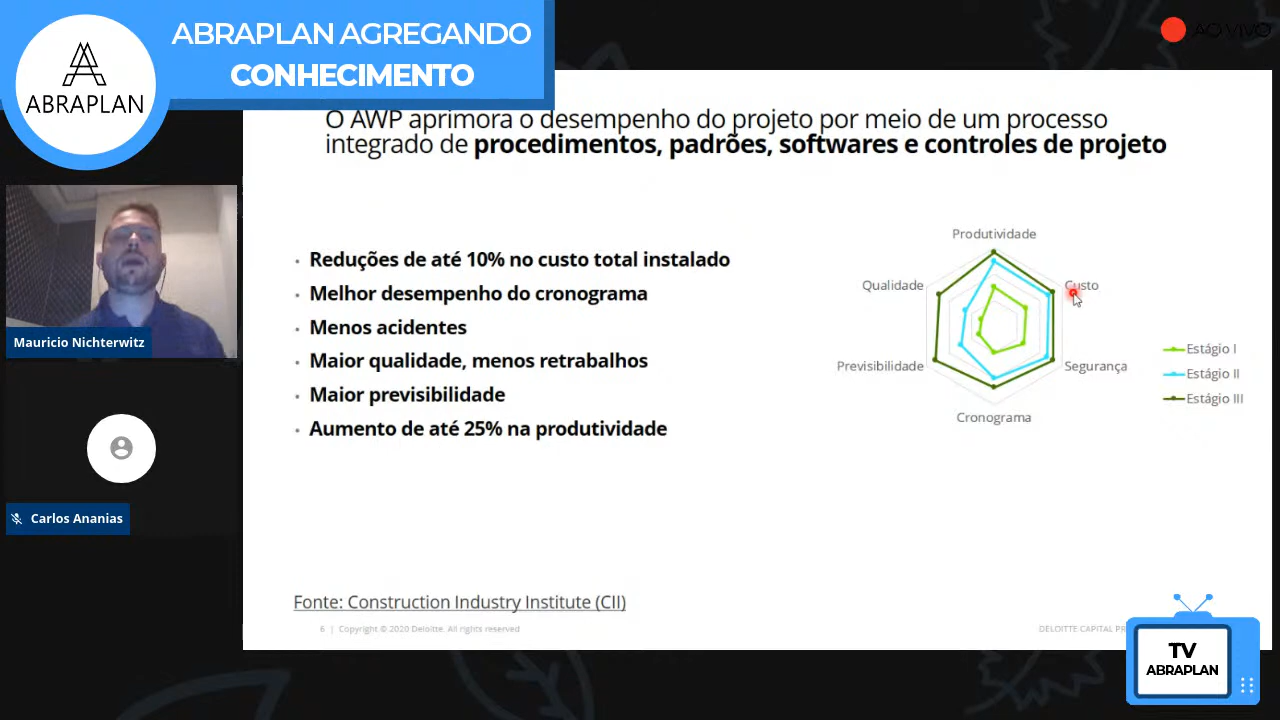 ABRAPLAN AGREGANDO
CONHECIMENTO
ABRAPLAN
AO VIVO
O AWP aprimora o desempenho do projeto por meio de um processo
integrado de procedimentos, padrões, softwares e controles de projeto
Mauricio Nichterwitz
Carlos Ananias
• Reduções de até 10% no custo total instalado
• Melhor desempenho do cronograma
• Menos acidentes
• Maior qualidade, menos retrabalhos
• Maior previsibilidade
• Aumento de até 25% na produtividade
Produtividade
Qualidade
Custo
Previsibilidade
Segurança
Cronograma
Estágio I
Estágio II
Estágio III
Fonte: Construction Industry Institute (CII)
6 | Copyright © 2020 Deloitte. All rights reserved
DELOITTE CAPITAL PR
TV
ABRAPLAN